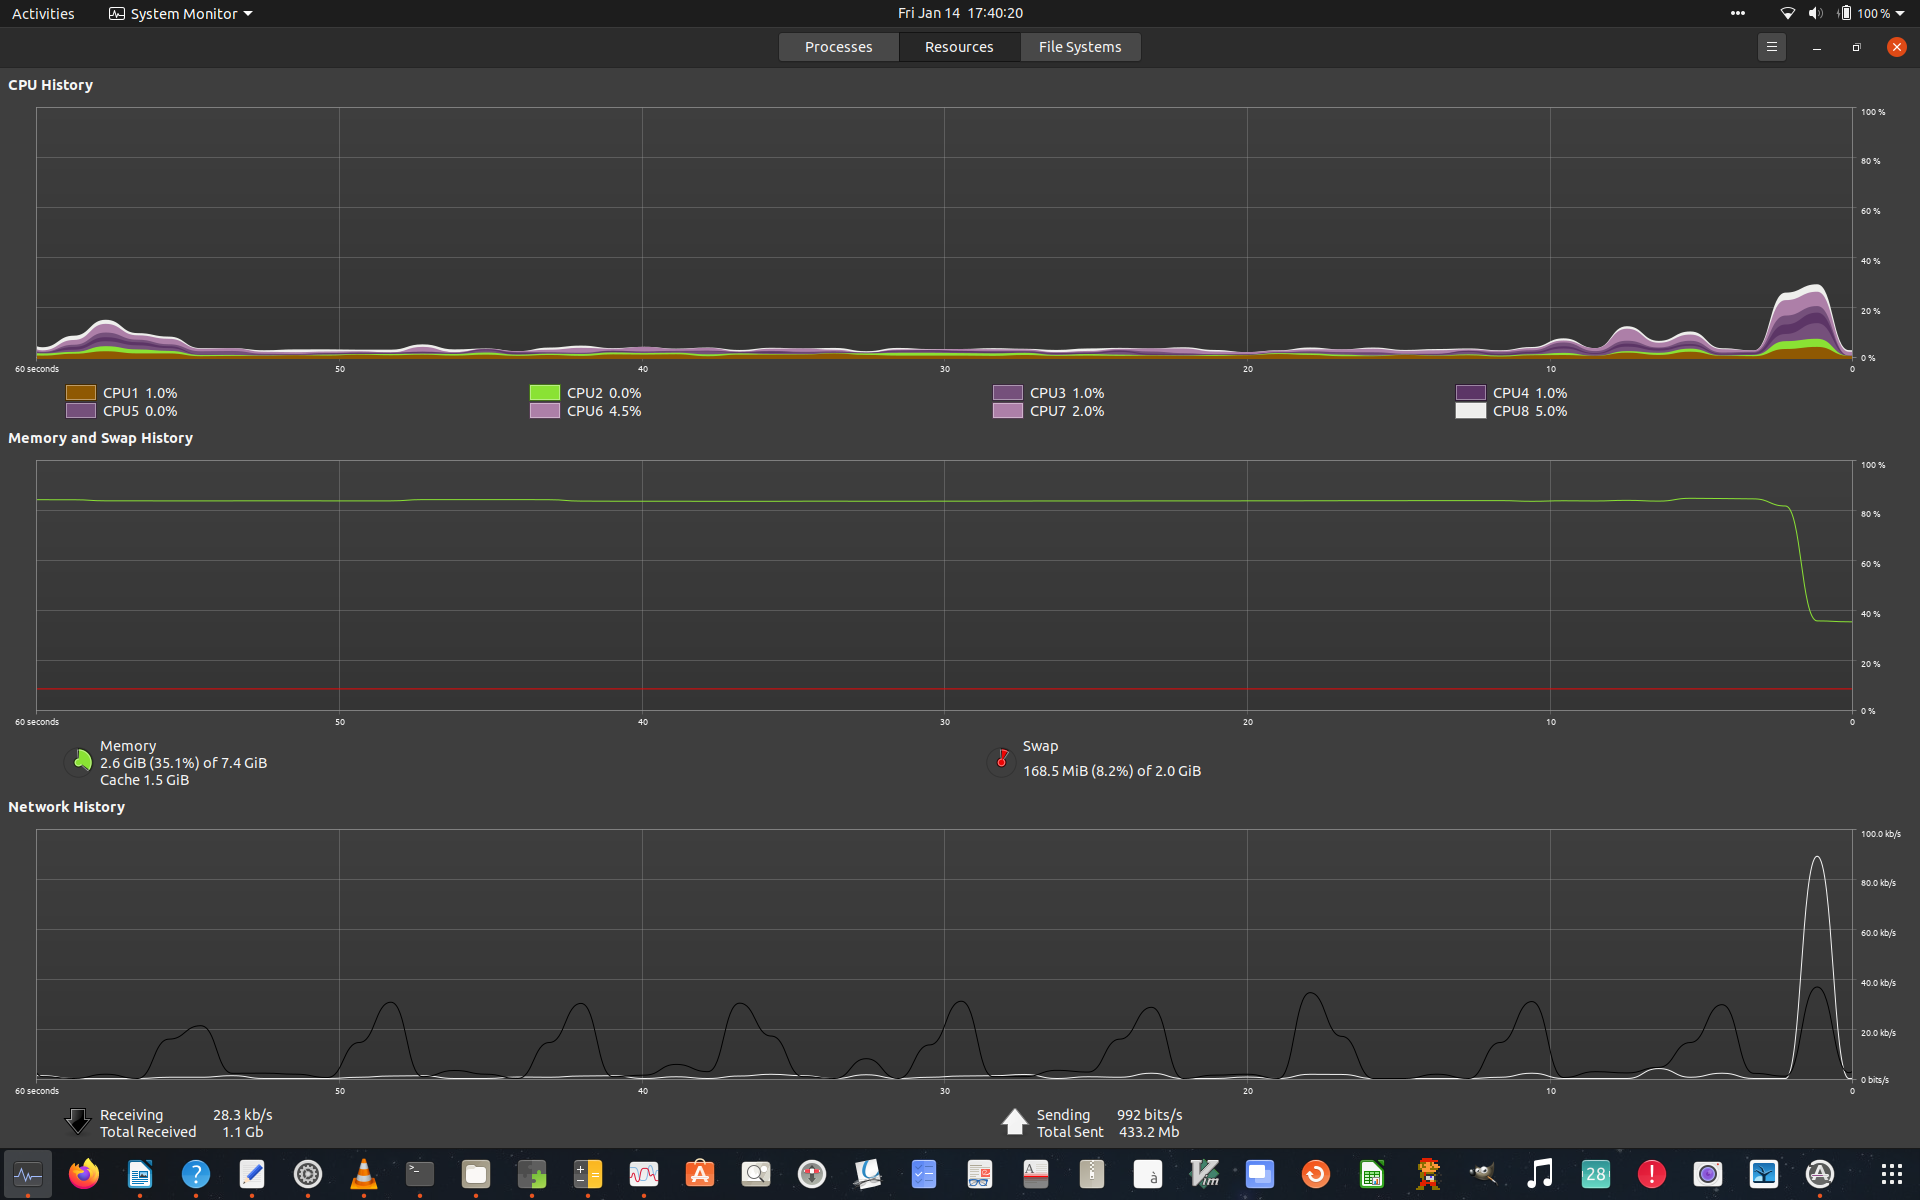 Activities
System Monitor
Fri Jan 14 17:40:20
100 %
Processes
Resources
File Systems
CPU History
100 %
80 %
60 %
40 %
20 %
0 %
60 seconds 50 40 30 20 10 0
CPU1 1.0% CPU2 0.0% CPU3 1.0% CPU4 1.0%
CPU5 0.0% CPU6 4.5% CPU7 2.0% CPU8 5.0%
Memory and Swap History
100 %
80 %
60 %
40 %
20 %
0 %
60 seconds 50 40 30 20 10 0
Memory
2.6 GiB (35.1%) of 7.4 GiB
Cache 1.5 GiB
Swap
168.5 MiB (8.2%) of 2.0 GiB
Network History
100.0 kb/s
80.0 kb/s
60.0 kb/s
40.0 kb/s
20.0 kb/s
0 bits/s
60 seconds 50 40 30 20 10 0
Receiving 28.3 kb/s
Total Received 1.1 Gb
Sending 992 bits/s
Total Sent 433.2 Mb
?
>_
A
à
Vim
28
!